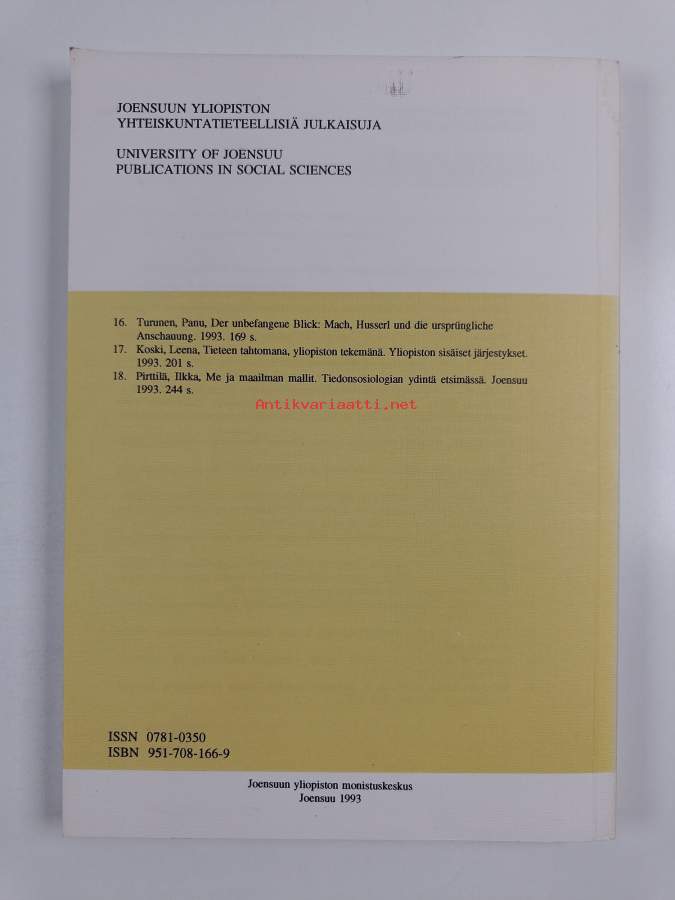 JOENSUUN YLIOPISTON
YHTEISKUNTATIETEELLISIÄ JULKAISUJA
UNIVERSITY OF JOENSUU
PUBLICATIONS IN SOCIAL SCIENCES
16. Turunen, Panu, Der unbefangene Blick: Mach, Husserl und die ursprüngliche
Anschauung. 1993. 169 s.
17. Koski, Leena, Tieteen tahtomana, yliopiston tekemänä. Yliopiston sisäiset järjestykset.
1993. 201 s.
18. Pirttilä, Ilkka, Me ja maailman mallit. Tiedonsosiologian ydintä etsimässä. Joensuu
1993. 244 s.
Antikvariaatti.net
ISSN 0781-0350
ISBN 951-708-166-9
Joensuun yliopiston monistuskeskus
Joensuu 1993